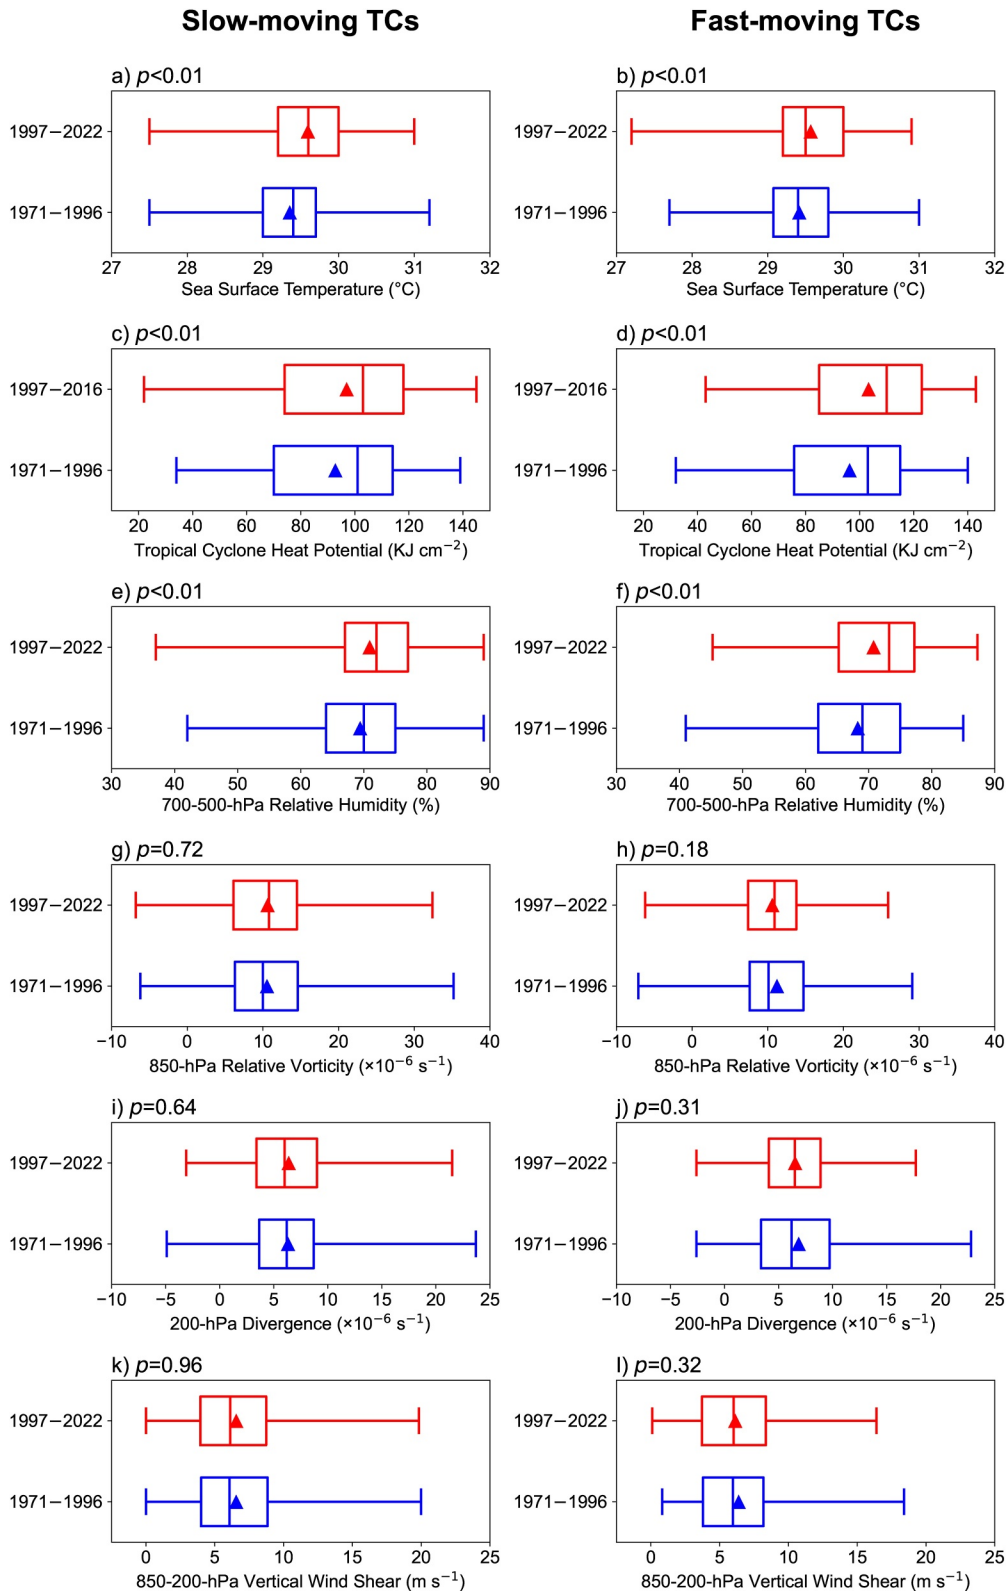 Slow-moving TCs
Fast-moving TCs
a) p<0.01
1997−2022
1971−1996
27 28 29 30 31 32
Sea Surface Temperature (°C)
b) p<0.01
1997−2022
1971−1996
27 28 29 30 31 32
Sea Surface Temperature (°C)
c) p<0.01
1997−2016
1971−1996
20 40 60 80 100 120 140
Tropical Cyclone Heat Potential (KJ cm⁻²)
d) p<0.01
1997−2016
1971−1996
20 40 60 80 100 120 140
Tropical Cyclone Heat Potential (KJ cm⁻²)
e) p<0.01
1997−2022
1971−1996
30 40 50 60 70 80 90
700-500-hPa Relative Humidity (%)
f) p<0.01
1997−2022
1971−1996
30 40 50 60 70 80 90
700-500-hPa Relative Humidity (%)
g) p=0.72
1997−2022
1971−1996
−10 0 10 20 30 40
850-hPa Relative Vorticity (×10⁻⁶ s⁻¹)
h) p=0.18
1997−2022
1971−1996
−10 0 10 20 30 40
850-hPa Relative Vorticity (×10⁻⁶ s⁻¹)
i) p=0.64
1997−2022
1971−1996
−10 −5 0 5 10 15 20 25
200-hPa Divergence (×10⁻⁶ s⁻¹)
j) p=0.31
1997−2022
1971−1996
−10 −5 0 5 10 15 20 25
200-hPa Divergence (×10⁻⁶ s⁻¹)
k) p=0.96
1997−2022
1971−1996
0 5 10 15 20 25
850-200-hPa Vertical Wind Shear (m s⁻¹)
l) p=0.32
1997−2022
1971−1996
0 5 10 15 20 25
850-200-hPa Vertical Wind Shear (m s⁻¹)